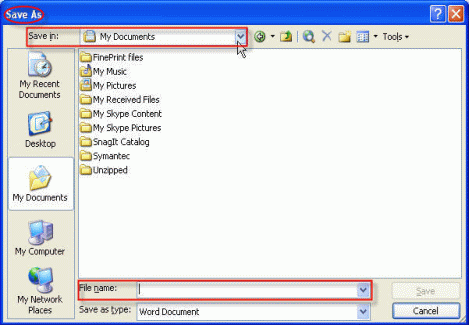 Save As
Save in:
My Documents
Tools
My Recent
Documents
Desktop
My Documents
My Computer
My Network
Places
FinePrint files
My Music
My Pictures
My Received Files
My Skype Content
My Skype Pictures
SnagIt Catalog
Symantec
Unzipped
File name:
Save
Save as type:
Word Document
Cancel